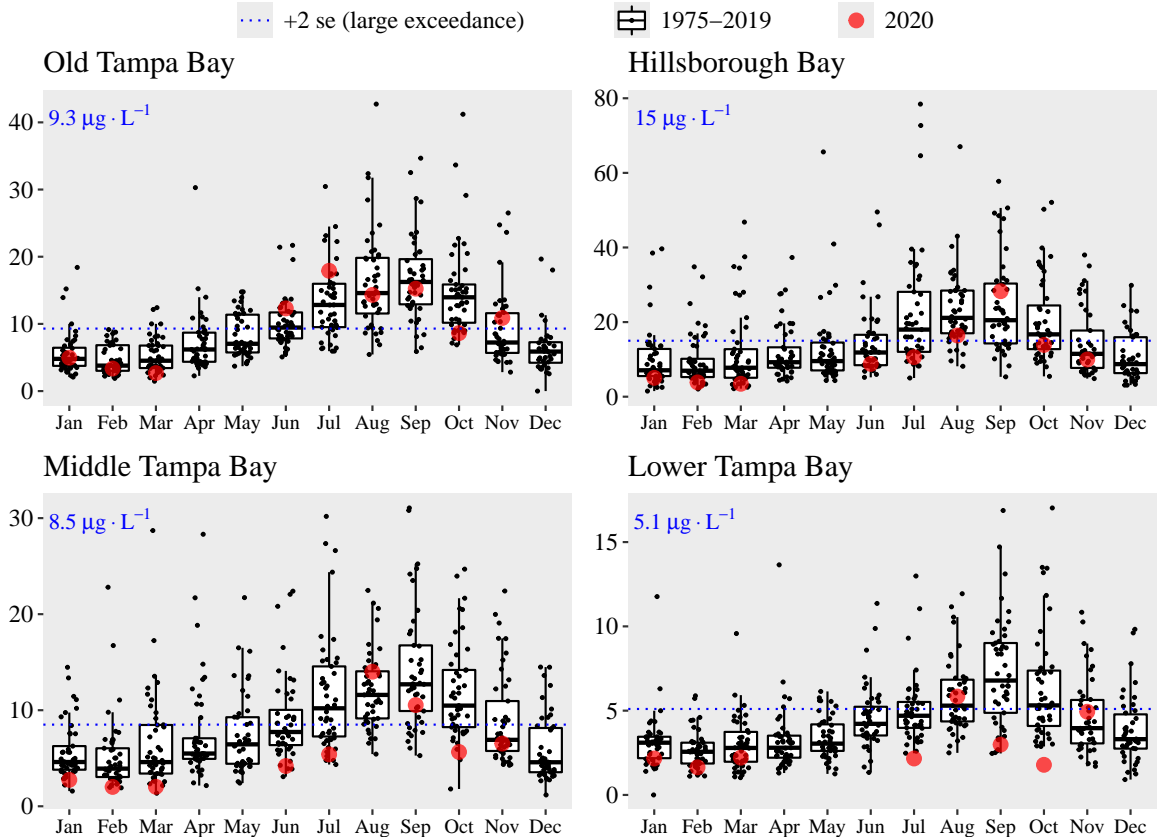 +2 se (large exceedance) 1975−2019 2020
Old Tampa Bay
9.3 μg · L−1
40
30
20
10
0
Jan Feb Mar Apr May Jun Jul Aug Sep Oct Nov Dec
Hillsborough Bay
15 μg · L−1
80
60
40
20
0
Jan Feb Mar Apr May Jun Jul Aug Sep Oct Nov Dec
Middle Tampa Bay
8.5 μg · L−1
30
20
10
0
Jan Feb Mar Apr May Jun Jul Aug Sep Oct Nov Dec
Lower Tampa Bay
5.1 μg · L−1
15
10
5
0
Jan Feb Mar Apr May Jun Jul Aug Sep Oct Nov Dec